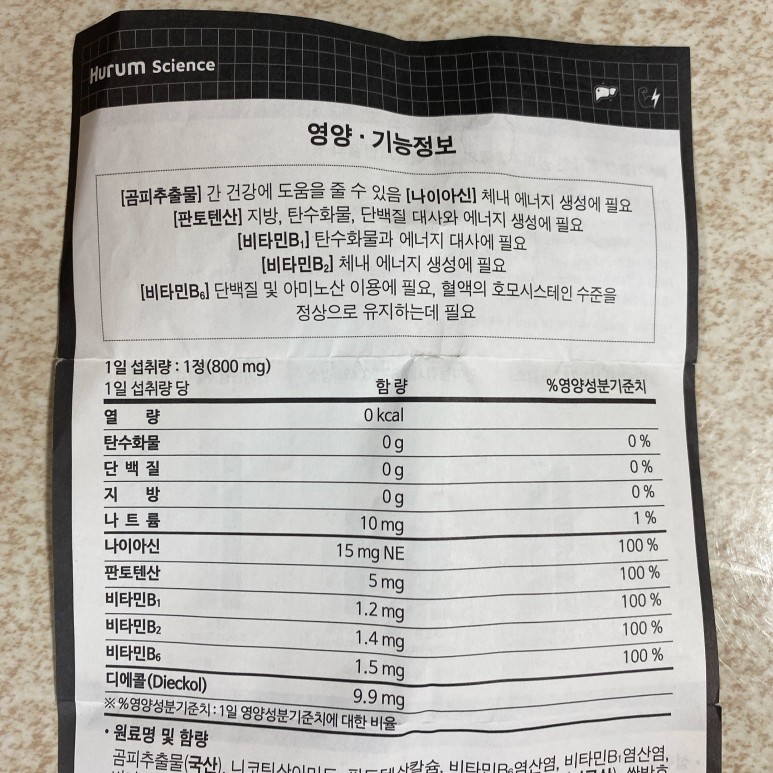 Hurum Science
영양 · 기능정보
[곰피추출물] 간 건강에 도움을 줄 수 있음 [나이아신] 체내 에너지 생성에 필요
[판토텐산] 지방, 탄수화물, 단백질 대사와 에너지 생성에 필요
[비타민B₁] 탄수화물과 에너지 대사에 필요
[비타민B₂] 체내 에너지 생성에 필요
[비타민B₆] 단백질 및 아미노산 이용에 필요, 혈액의 호모시스테인 수준을
정상으로 유지하는데 필요
1일 섭취량 : 1정(800 mg)
1일 섭취량 당 함 량 %영양성분기준치
열 량 0 kcal
탄수화물 0 g 0 %
단 백 질 0 g 0 %
지 방 0 g 0 %
나 트 륨 10 mg 1 %
나이아신 15 mg NE 100 %
판토텐산 5 mg 100 %
비타민B₁ 1.2 mg 100 %
비타민B₂ 1.4 mg 100 %
비타민B₆ 1.5 mg 100 %
디에콜(Dieckol) 9.9 mg
※ %영양성분기준치 : 1일 영양성분기준치에 대한 비율
· 원료명 및 함량
곰피추출물(국산), 니코틴산아미드, 판토텐산칼슘, 비타민B₆염산염, 비타민B₁염산염,